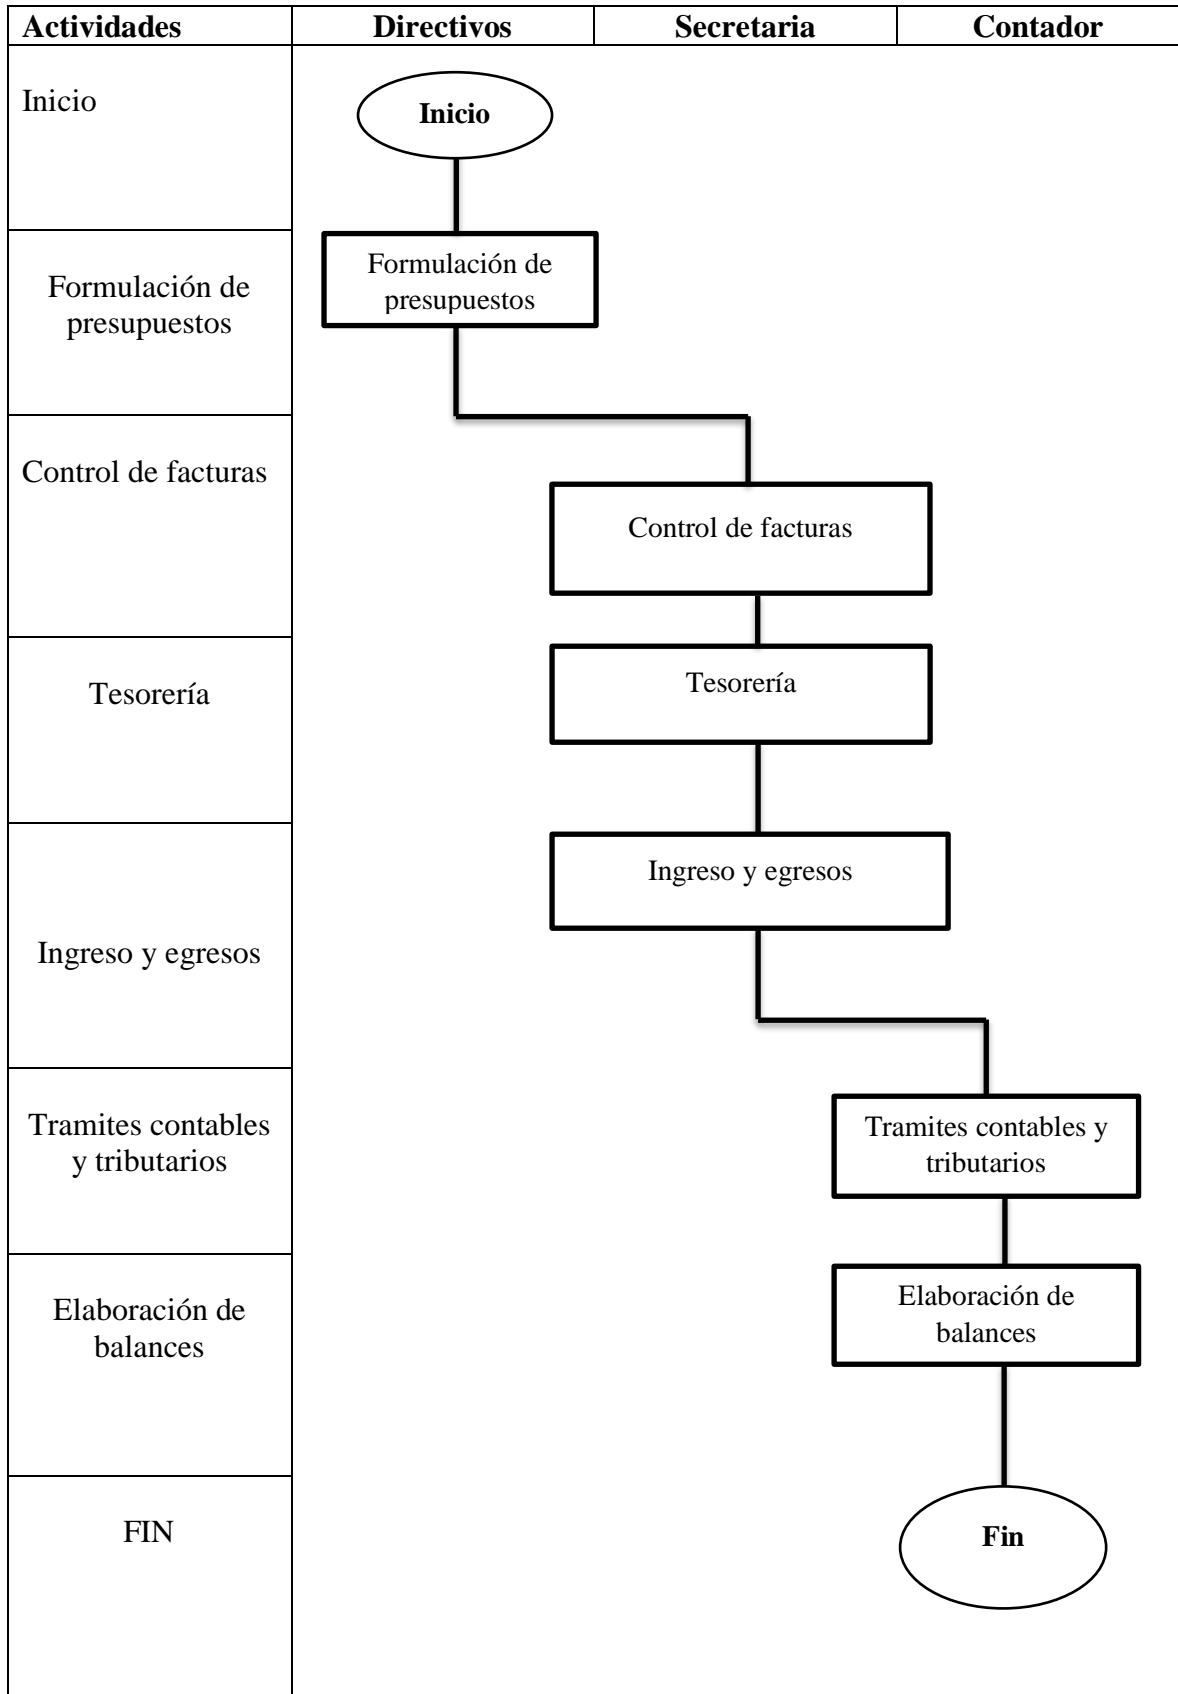 Actividades Directivos Secretaria Contador
Inicio
Inicio
Formulación de
presupuestos
Formulación de
presupuestos
Control de facturas
Control de facturas
Tesorería
Tesorería
Ingreso y egresos
Ingreso y egresos
Tramites contables
y tributarios
Tramites contables y
tributarios
Elaboración de
balances
Elaboración de
balances
FIN
Fin